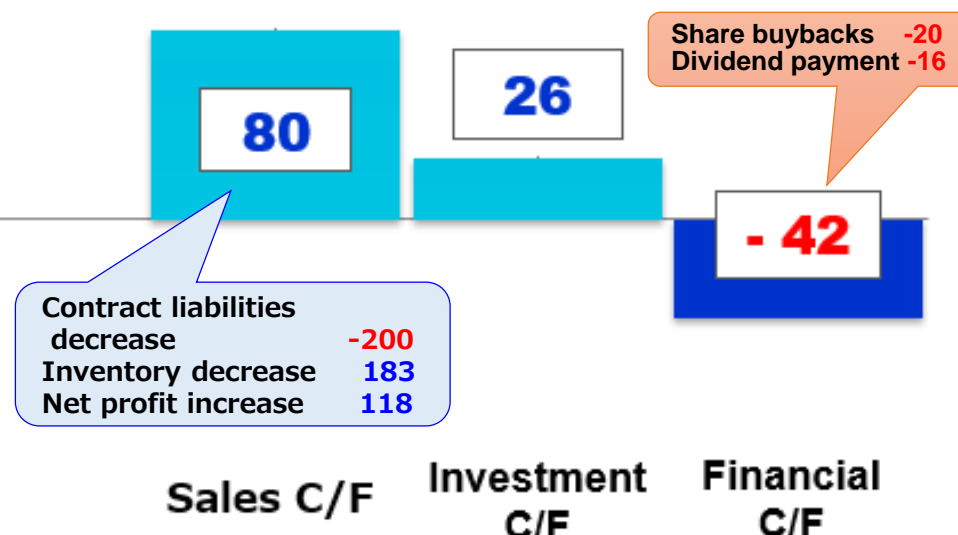 Share buybacks -20
Dividend payment -16
80
26
- 42
Contract liabilities
decrease -200
Inventory decrease 183
Net profit increase 118
Sales C/F
Investment
C/F
Financial
C/F